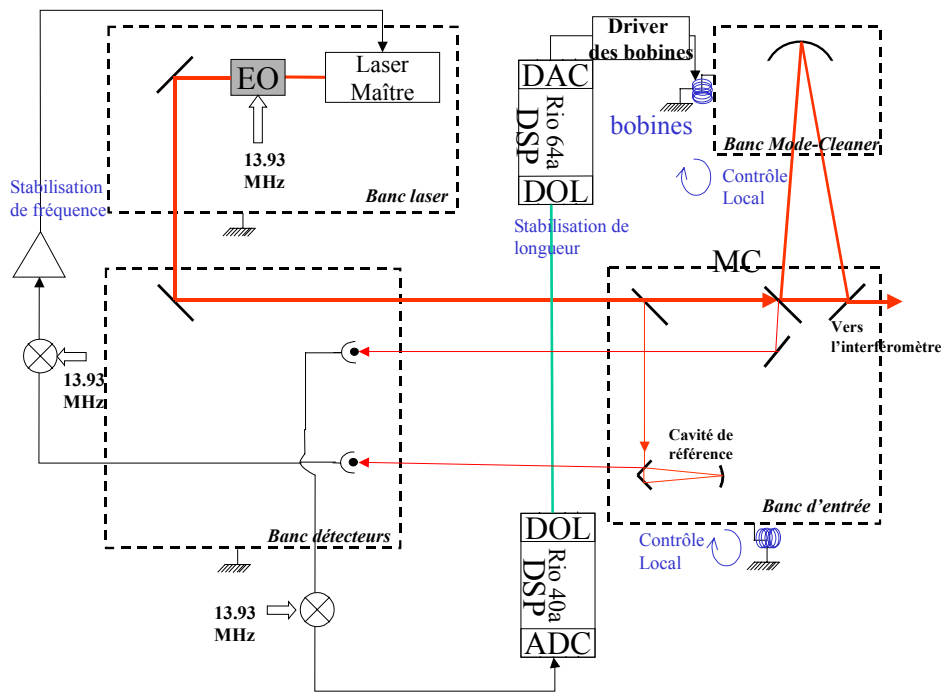 Laser
Maître
EO
13.93
MHz
Banc laser
Stabilisation
de fréquence
DAC
Rio 64a
DSP
DOL
Driver
des bobines
bobines
Banc Mode-Cleaner
Contrôle
Local
Stabilisation de
longueur
MC
Vers
l'interféromètre
13.93
MHz
Cavité de
référence
Banc d'entrée
Banc détecteurs
DOL
Rio 40a
DSP
ADC
Contrôle
Local
13.93
MHz